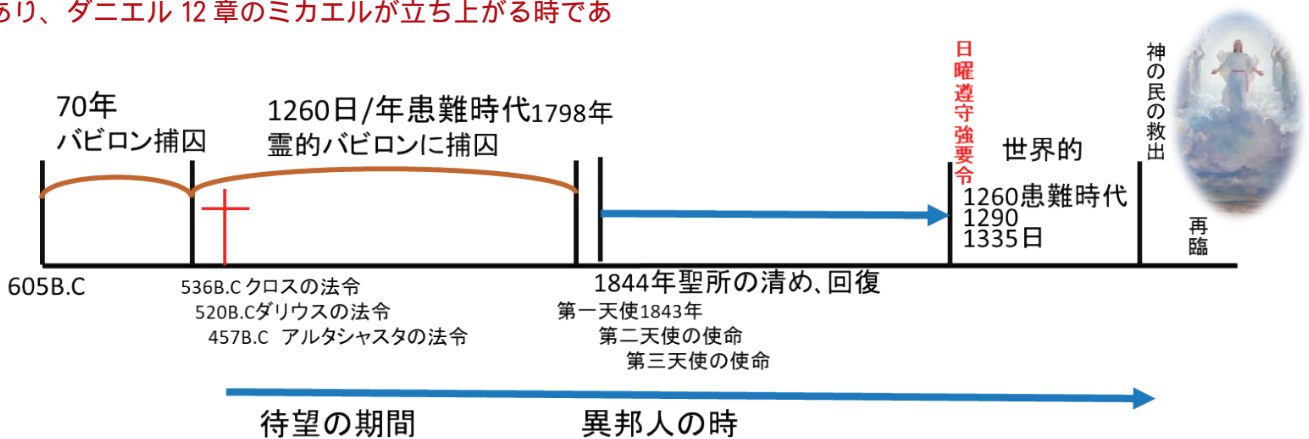 あり、ダニエル 12 章のミカエルが立ち上がる時であ
70年
バビロン捕囚
1260日/年患難時代1798年
霊的バビロンに捕囚
日曜遵守強要令
世界的
1260患難時代
1290
1335日
神の民の救出
再臨
605B.C
536B.C クロスの法令
520B.Cダリウスの法令
457B.C アルタシャスタの法令
1844年聖所の清め、回復
第一天使1843年
第二天使の使命
第三天使の使命
待望の期間
異邦人の時